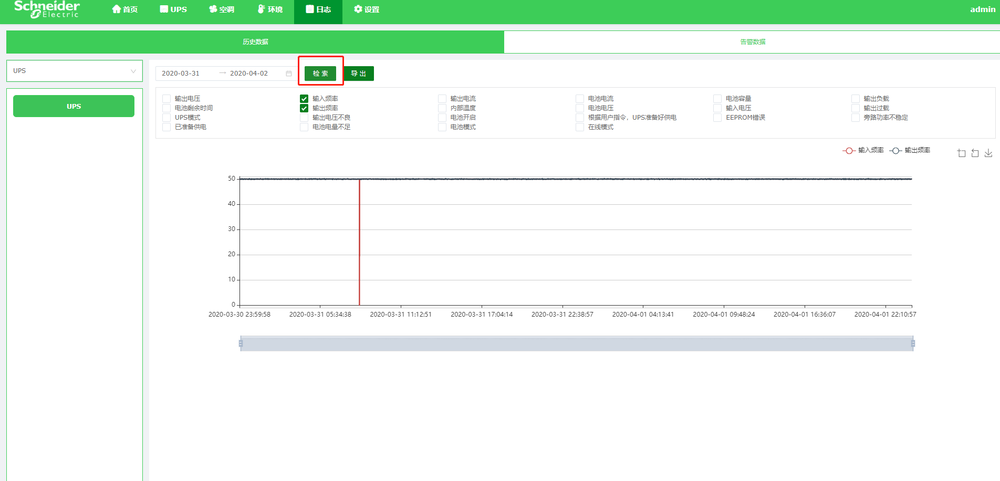 Schneider
Electric
首页 UPS 空调 环境 日志 设置 admin
历史数据 告警数据
UPS
UPS
2020-03-31 → 2020-04-02 检 索 导 出
输出电压 输入频率 输出电流 电池电流 电池容量 输出负载
电池剩余时间 输出频率 内部温度 电池电压 输入电压 输出过载
UPS模式 输出电压不良 电池开启 根据用户指令，UPS准备好供电 EEPROM错误 旁路功率不稳定
已准备供电 电池电量不足 电池模式 在线模式
输入频率 输出频率
50
40
30
20
10
0
2020-03-30 23:59:58 2020-03-31 05:34:38 2020-03-31 11:12:51 2020-03-31 17:04:14 2020-03-31 22:38:57 2020-04-01 04:13:41 2020-04-01 09:48:24 2020-04-01 16:36:07 2020-04-01 22:10:57